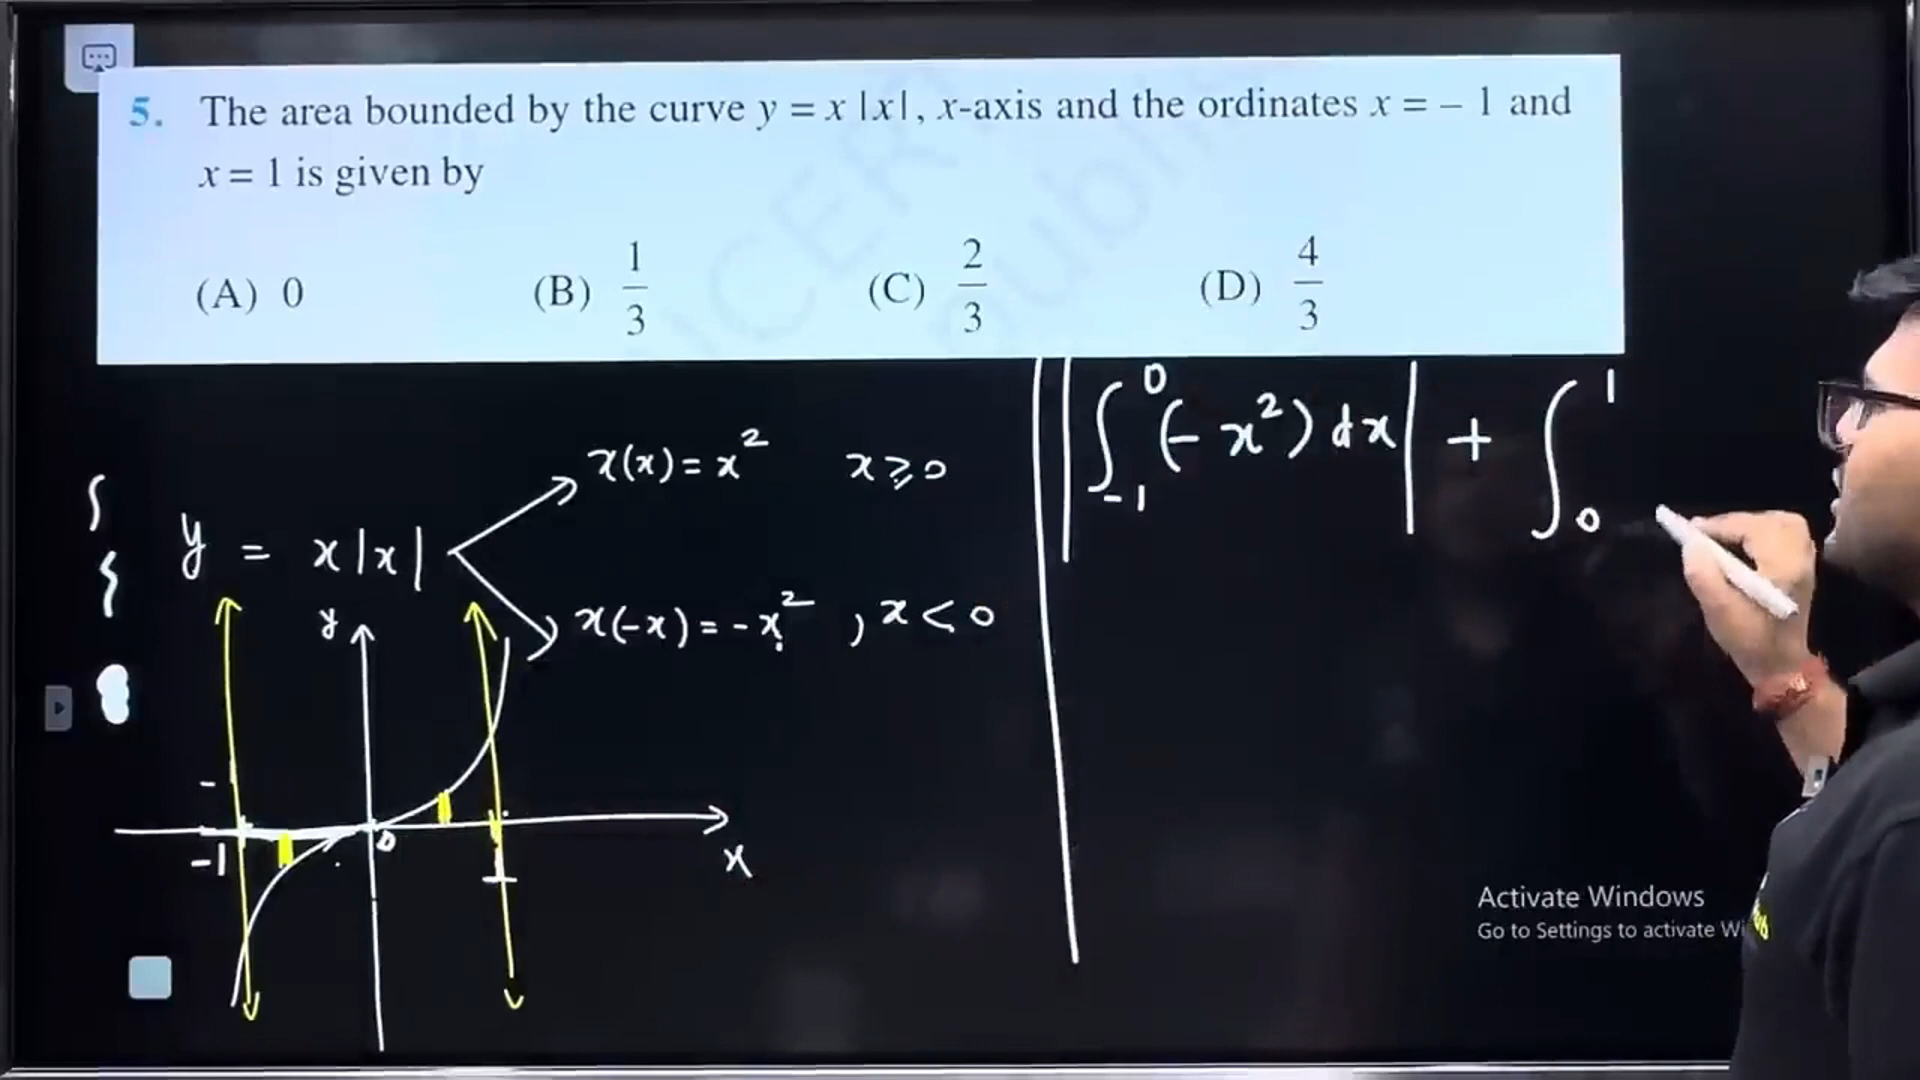 5. The area bounded by the curve y = x |x|, x-axis and the ordinates x = – 1 and
x = 1 is given by
(A) 0 (B) 1/3 (C) 2/3 (D) 4/3
y = x|x|
x(x) = x² x ≥ 0
x(-x) = -x² , x < 0
y
-1 0 1
x
|∫₋₁⁰ (-x²) dx| + ∫₀¹
Activate Windows
Go to Settings to activate Wi